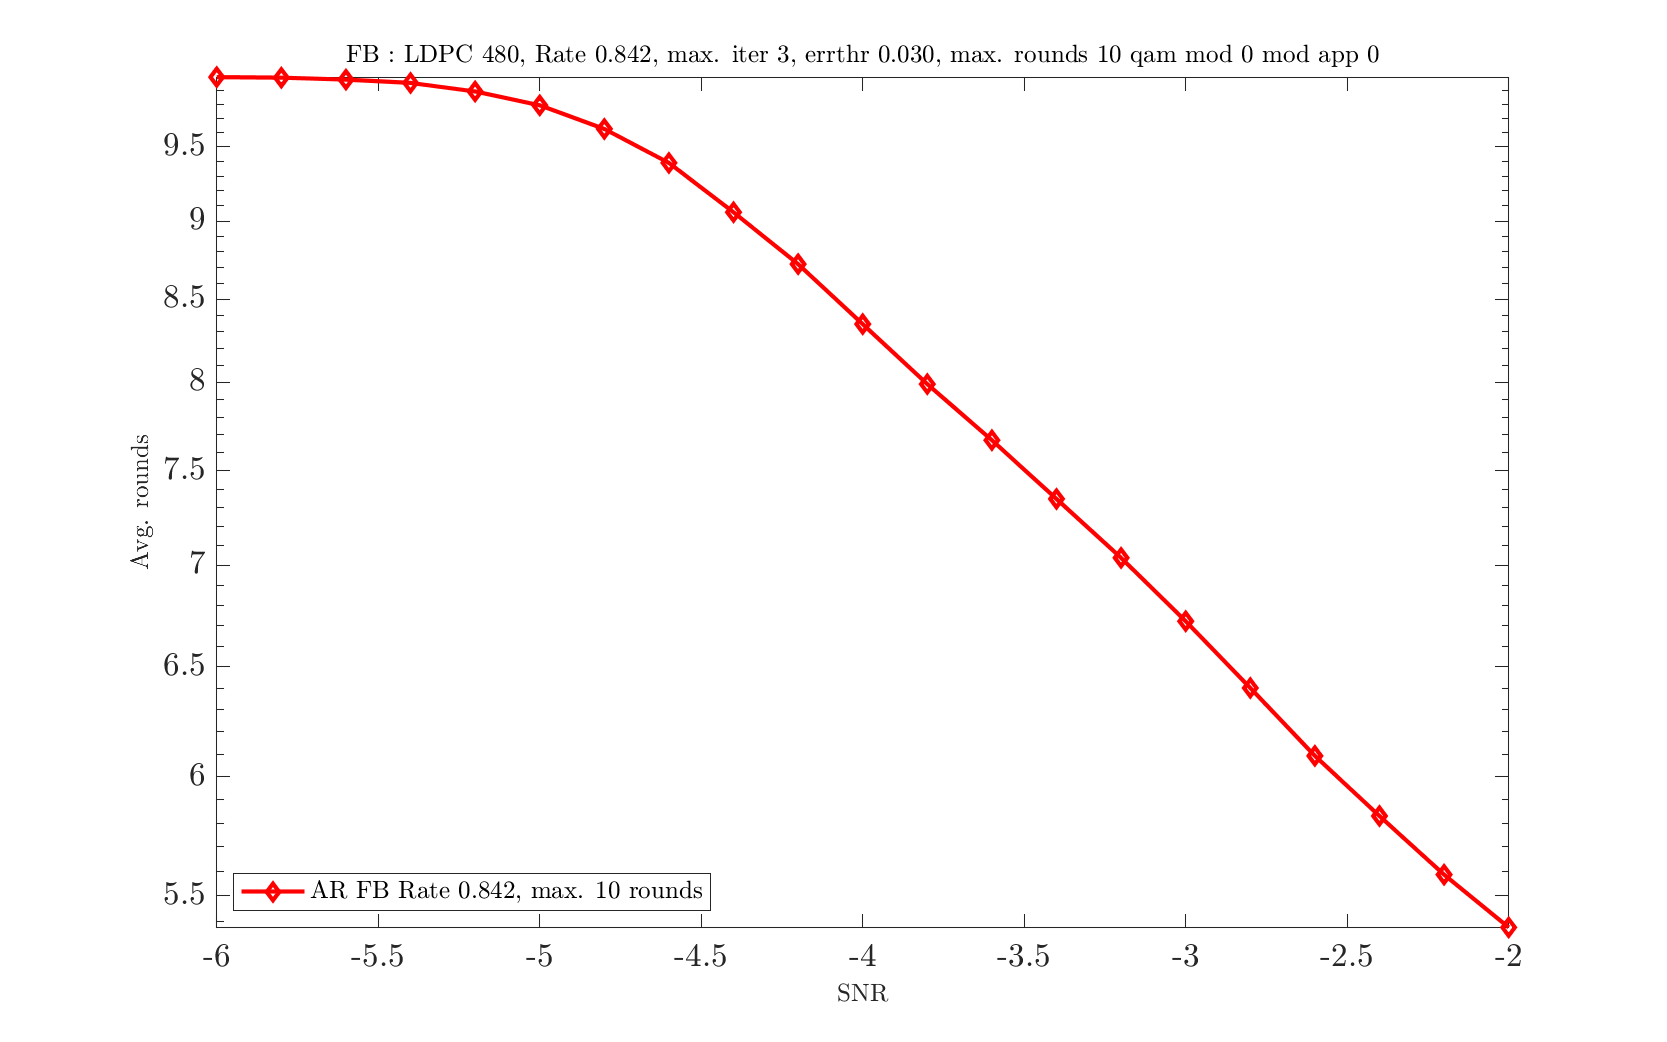 FB : LDPC 480, Rate 0.842, max. iter 3, errthr 0.030, max. rounds 10 qam mod 0 mod app 0
9.5
9
8.5
8
7.5
7
6.5
6
5.5
Avg. rounds
AR FB Rate 0.842, max. 10 rounds
-6 -5.5 -5 -4.5 -4 -3.5 -3 -2.5 -2
SNR